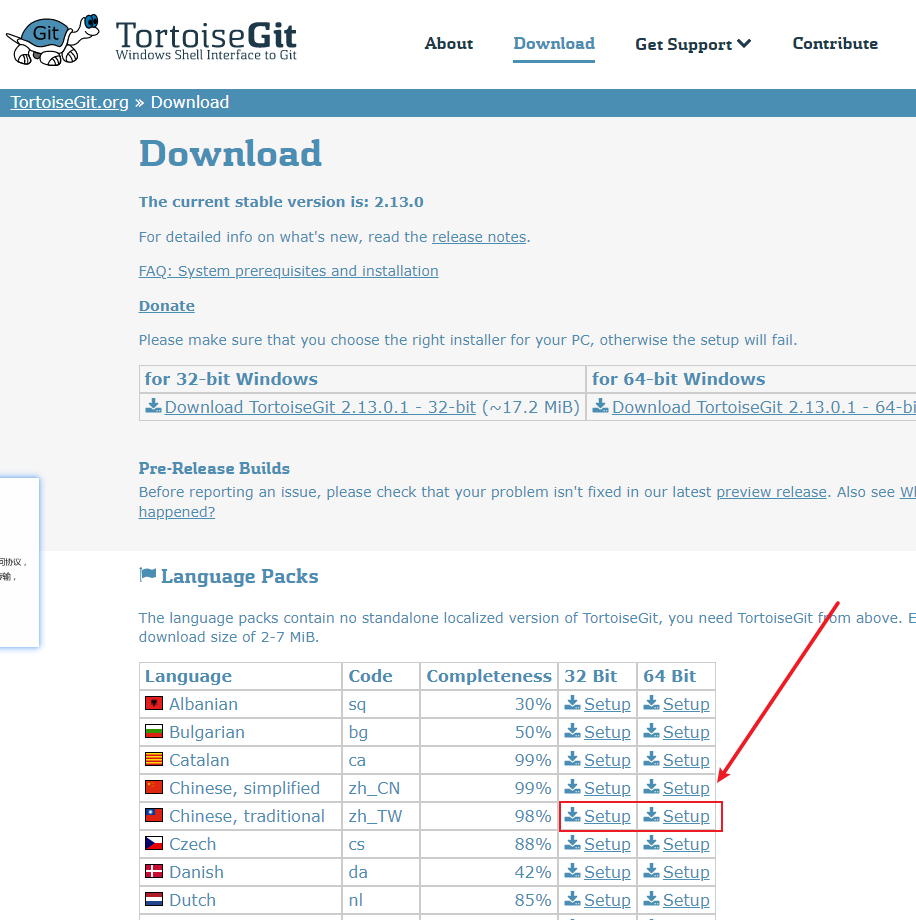 Git
TortoiseGit
Windows Shell Interface to Git
About Download Get Support Contribute
TortoiseGit.org » Download
Download
The current stable version is: 2.13.0
For detailed info on what's new, read the release notes.
FAQ: System prerequisites and installation
Donate
Please make sure that you choose the right installer for your PC, otherwise the setup will fail.
for 32-bit Windows for 64-bit Windows
Download TortoiseGit 2.13.0.1 - 32-bit (~17.2 MiB) Download TortoiseGit 2.13.0.1 - 64-bi
Pre-Release Builds
Before reporting an issue, please check that your problem isn't fixed in our latest preview release. Also see Wh
happened?
同协议，
Language Packs
The language packs contain no standalone localized version of TortoiseGit, you need TortoiseGit from above. E
download size of 2-7 MiB.
Language Code Completeness 32 Bit 64 Bit
Albanian sq 30% Setup Setup
Bulgarian bg 50% Setup Setup
Catalan ca 99% Setup Setup
Chinese, simplified zh_CN 99% Setup Setup
Chinese, traditional zh_TW 98% Setup Setup
Czech cs 88% Setup Setup
Danish da 42% Setup Setup
Dutch nl 85% Setup Setup